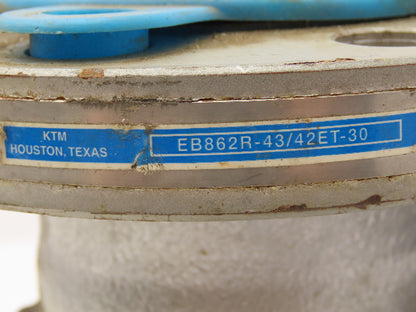 KTM
HOUSTON, TEXAS
EB862R-43/42ET-30